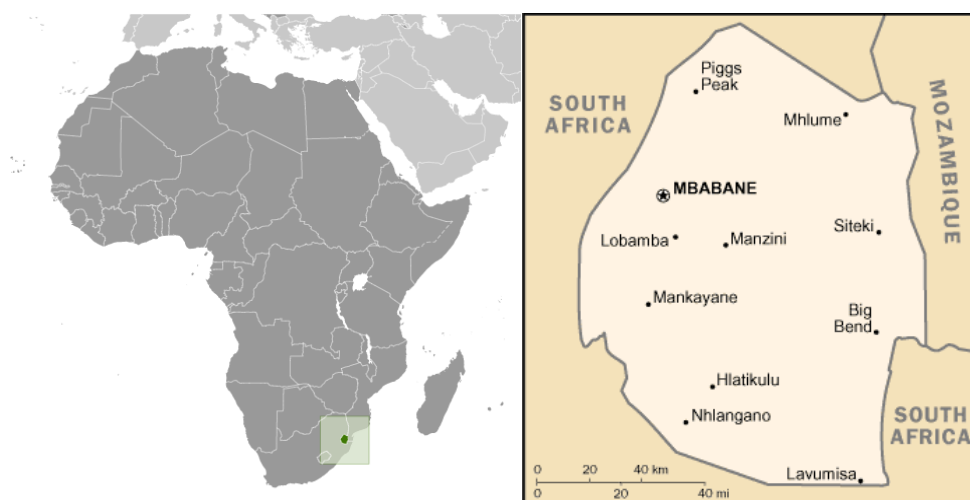 Piggs
Peak
SOUTH
AFRICA
Mhlume
MOZAMBIQUE
MBABANE
Siteki
Lobamba
Manzini
Mankayane
Big
Bend
Hlatikulu
Nhlangano
SOUTH
AFRICA
Lavumisa
0 20 40 km
0 20 40 mi